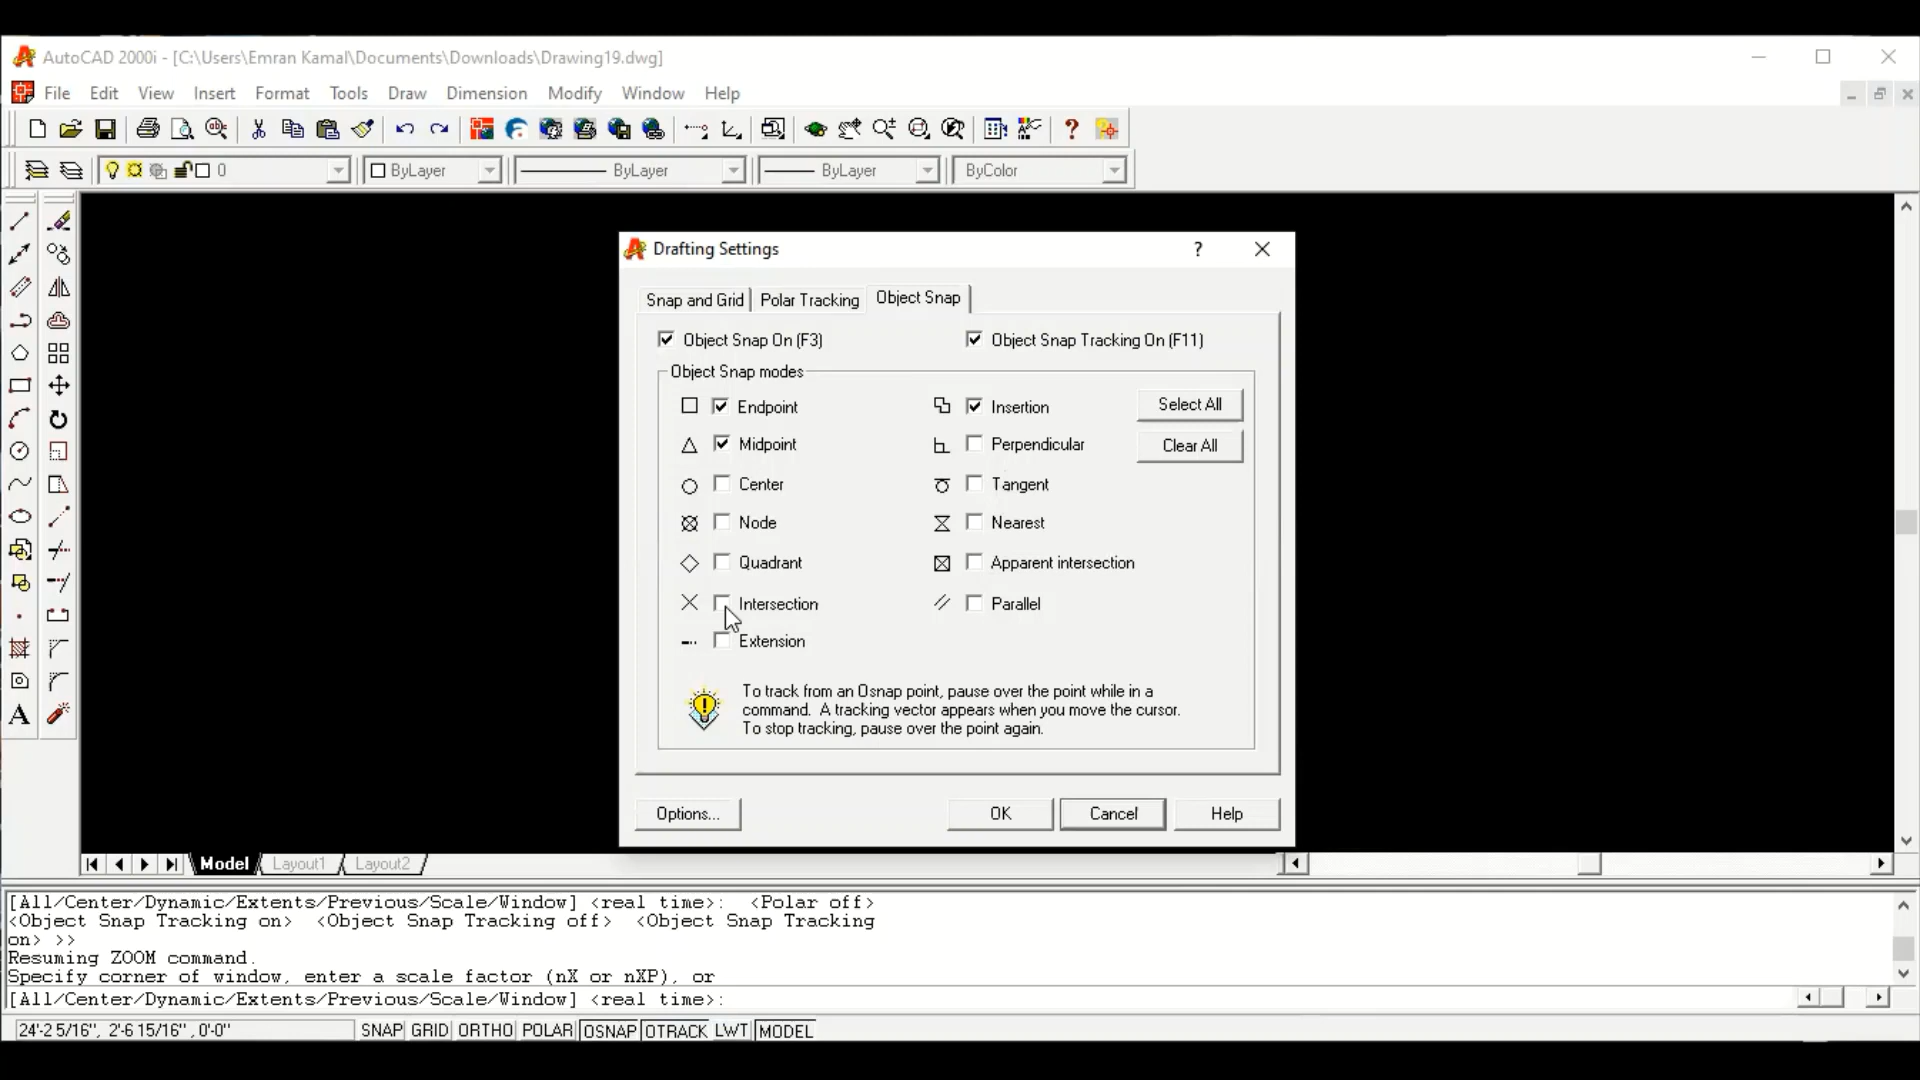 AutoCAD 2000i - [C:\Users\Emran Kamal\Documents\Downloads\Drawing19.dwg]
File Edit View Insert Format Tools Draw Dimension Modify Window Help
0 ByLayer ByLayer ByLayer ByColor
Drafting Settings
Snap and Grid Polar Tracking Object Snap
Object Snap On (F3) Object Snap Tracking On (F11)
Object Snap modes
Endpoint Insertion Select All
Midpoint Perpendicular Clear All
Center Tangent
Node Nearest
Quadrant Apparent intersection
Intersection Parallel
Extension
To track from an Osnap point, pause over the point while in a
command. A tracking vector appears when you move the cursor.
To stop tracking, pause over the point again.
Options... OK Cancel Help
Model Layout1 Layout2
[All/Center/Dynamic/Extents/Previous/Scale/Window] <real time>: <Polar off>
<Object Snap Tracking on> <Object Snap Tracking off> <Object Snap Tracking
on> >>
Resuming ZOOM command.
Specify corner of window, enter a scale factor (nX or nXP), or
[All/Center/Dynamic/Extents/Previous/Scale/Window] <real time>:
24'-2 5/16", 2'-6 15/16" , 0'-0" SNAP GRID ORTHO POLAR OSNAP OTRACK LWT MODEL